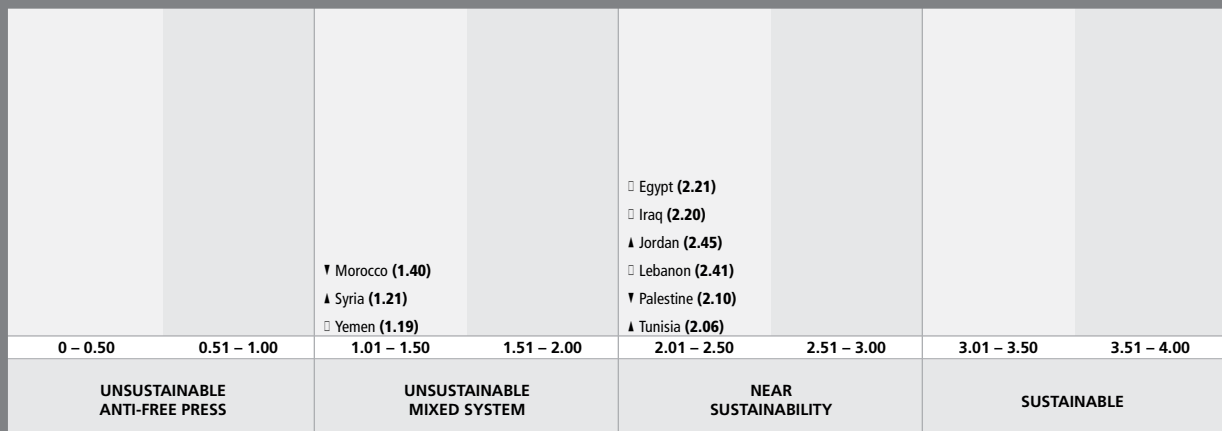 ▯ Egypt (2.21)
▯ Iraq (2.20)
▲ Jordan (2.45)
▼ Morocco (1.40) ▯ Lebanon (2.41)
▲ Syria (1.21) ▼ Palestine (2.10)
▯ Yemen (1.19) ▲ Tunisia (2.06)
0 – 0.50 0.51 – 1.00 1.01 – 1.50 1.51 – 2.00 2.01 – 2.50 2.51 – 3.00 3.01 – 3.50 3.51 – 4.00
UNSUSTAINABLE
ANTI-FREE PRESS
UNSUSTAINABLE
MIXED SYSTEM
NEAR
SUSTAINABILITY
SUSTAINABLE